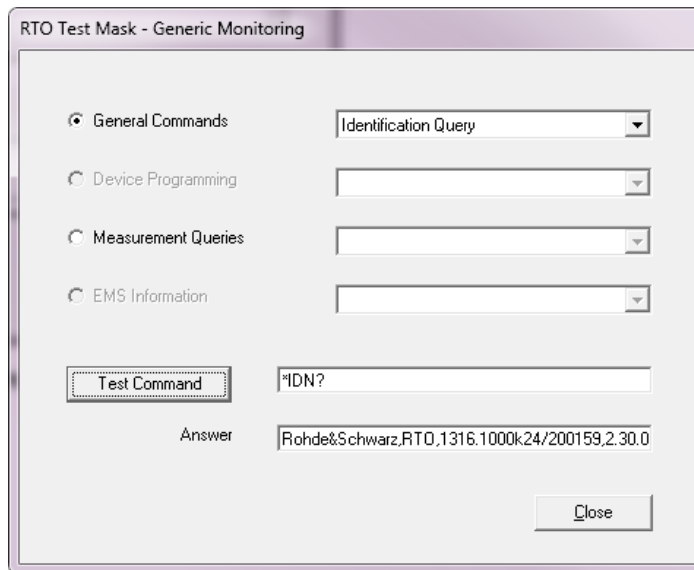 RTO Test Mask - Generic Monitoring
General Commands
Identification Query
Device Programming
Measurement Queries
EMS Information
Test Command
*IDN?
Answer
Rohde&Schwarz,RTO,1316.1000k24/200159,2.30.0
Close